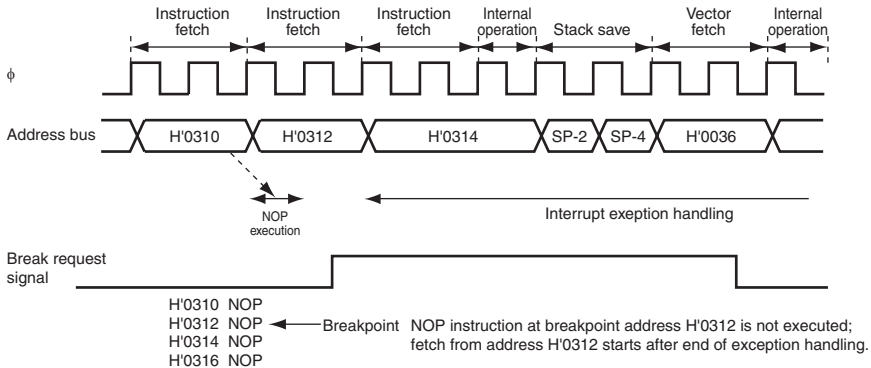 Instruction fetch
Instruction fetch
Instruction fetch
Internal operation
Stack save
Vector fetch
Internal operation
φ
Address bus
H'0310
H'0312
H'0314
SP-2
SP-4
H'0036
NOP execution
Interrupt exeption handling
Break request signal
H'0310 NOP
H'0312 NOP
H'0314 NOP
H'0316 NOP
Breakpoint
NOP instruction at breakpoint address H'0312 is not executed;
fetch from address H'0312 starts after end of exception handling.